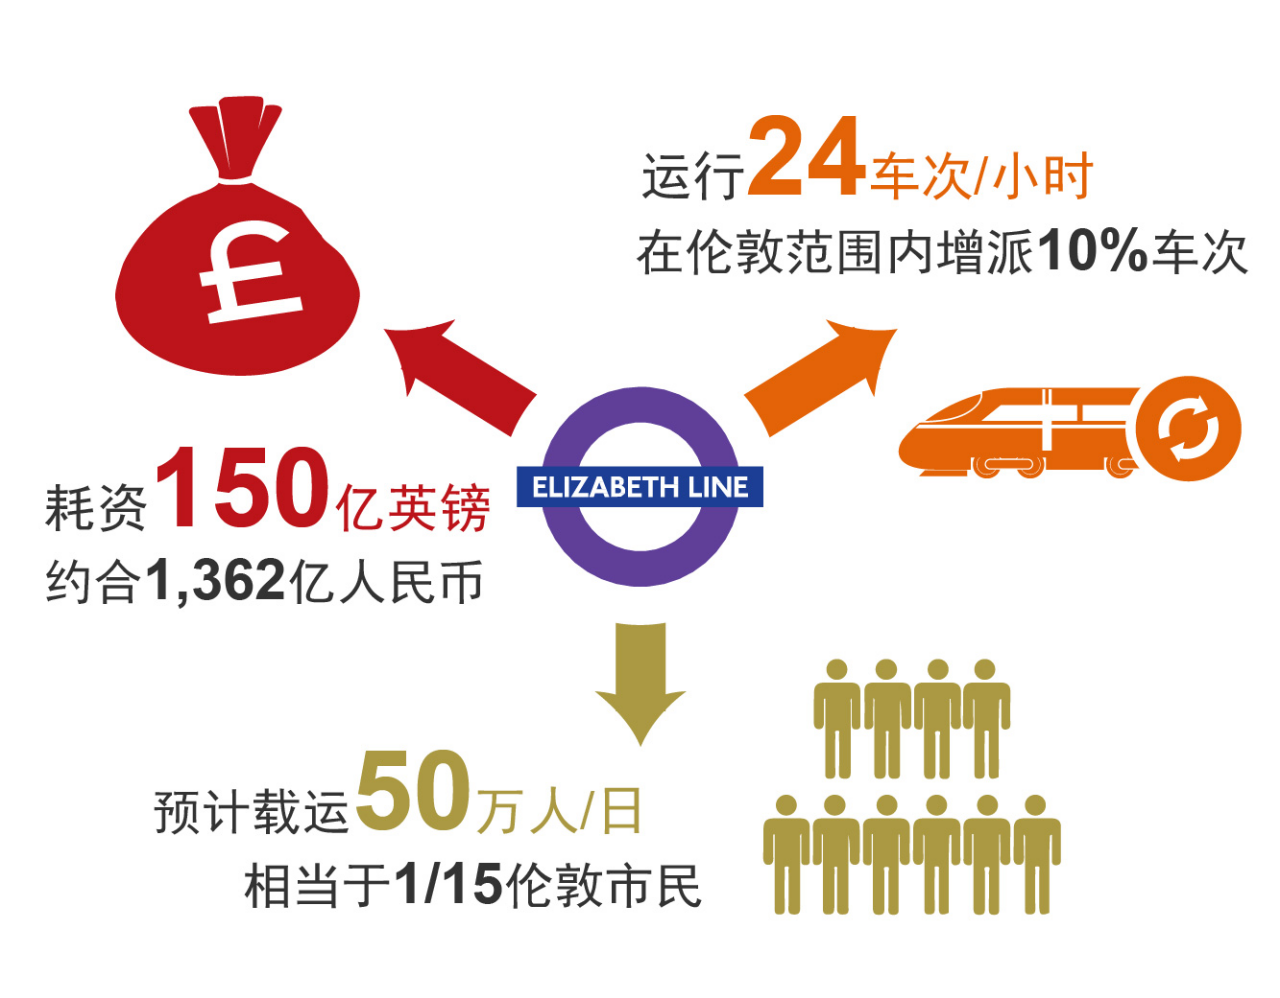 运行24车次/小时
在伦敦范围内增派10%车次
£
ELIZABETH LINE
耗资150亿英镑
约合1,362亿人民币
预计载运50万人/日
相当于1/15伦敦市民